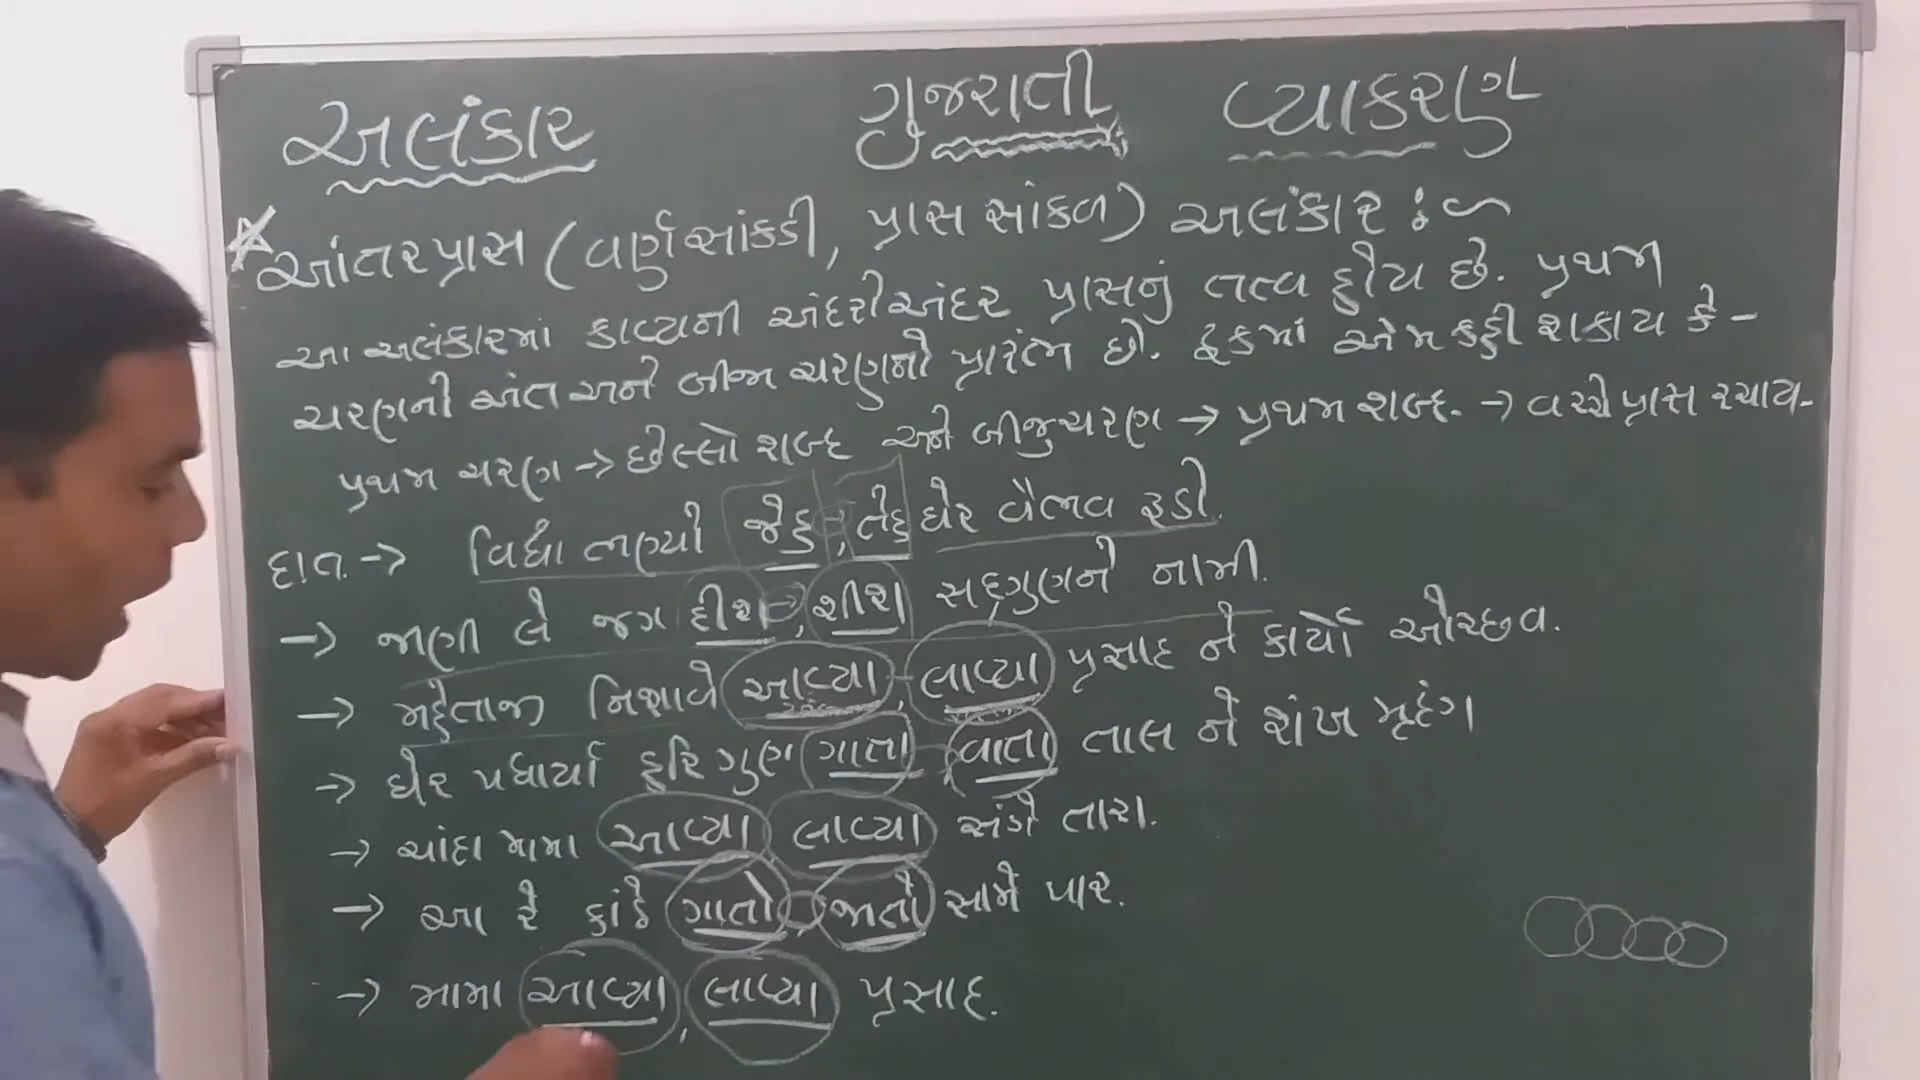 અલંકાર ગુજરાતી વ્યાકરણ
આંતરપ્રાસ (વર્ણસાંકડી, પ્રાસ સાંકળ) અલંકાર :
આ અલંકારમાં કાવ્યની અંદરોઅંદર પ્રાસનું તત્વ હોય છે. પ્રથમ
ચરણની અંત અને બીજા ચરણનો પ્રારંભ છે. ટૂકમાં એમ કહી શકાય કે -
પ્રથમ ચરણ → છેલ્લો શબ્દ અને બીજુ ચરણ → પ્રથમ શબ્દ. → વચ્ચે પ્રાસ રચાય.
દા.ત. → વિદ્યા ભણ્યો જેહ, તેહ ઘેર વૈભવ રૂડો.
→ જાણી લે જગ દીશ, શીશ સદ્ગુણને નામી.
→ મહેતાજી નિશાળે આવ્યા, લાવ્યા પ્રસાદ ને કાર્યો ઓચ્છવ.
→ ઘેર પધાર્યા હરિ ગુણ ગાતા, વાતા તાલ ને શંખ મૃદંગ
→ ચાંદા મામા આવ્યા લાવ્યા સંગે તારા.
→ આ રે કાંઠે ગાતો, જાતો સામે પાર.
→ મામા આવ્યા, લાવ્યા પ્રસાદ.